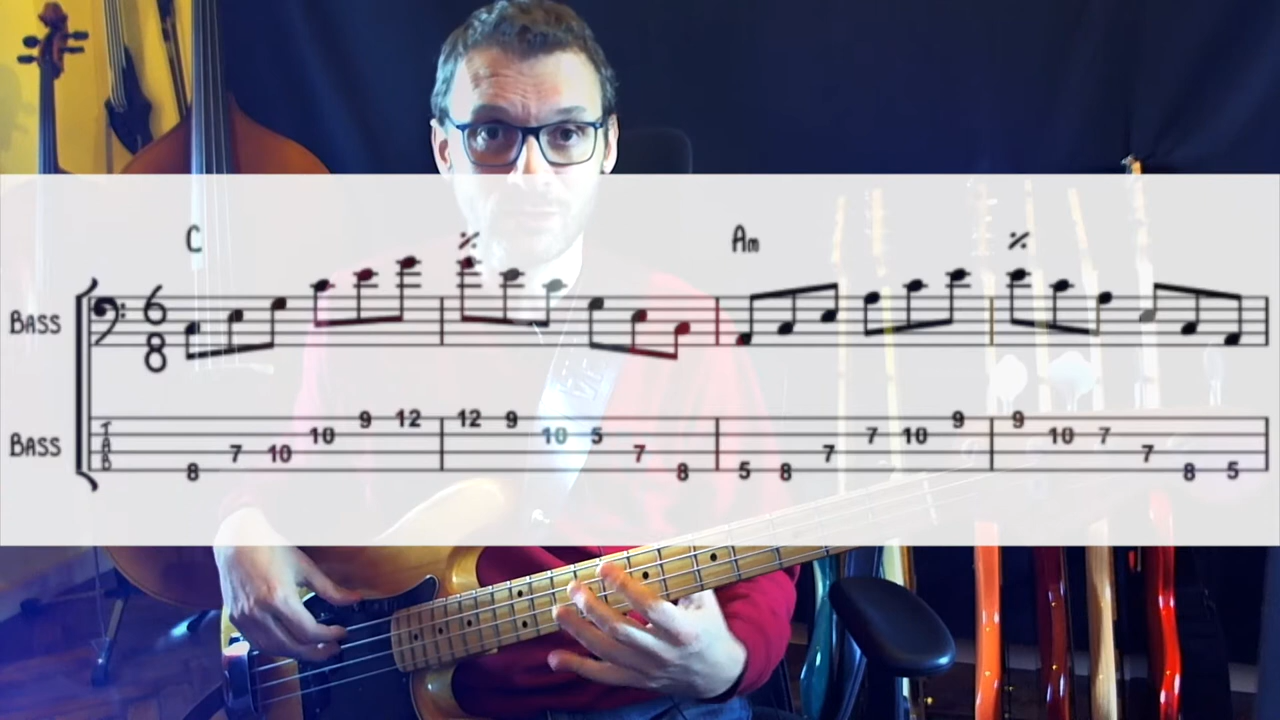 C ٪ Am ٪
BASS 6
8
T 9 12 12 9 9 9
10 10 5 7 10 10 7
BASS A 7 10 7 7 7
B 8 8 5 8 8 5